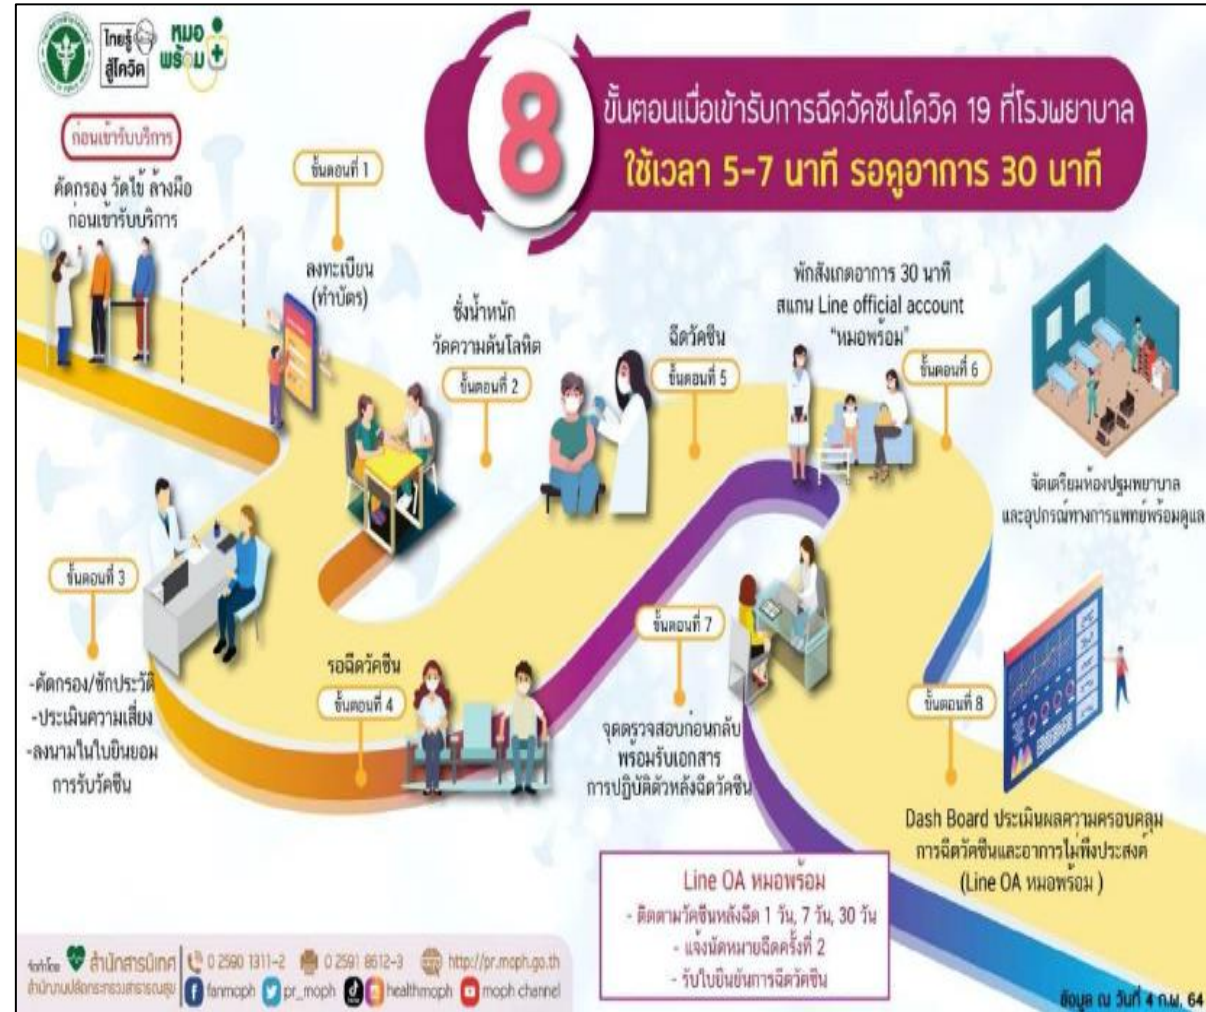 ไทยรู้
สู้โควิด
หมอ
พร้อม
8
ขั้นตอนเมื่อเข้ารับการฉีดวัคซีนโควิด 19 ที่โรงพยาบาล
ใช้เวลา 5-7 นาที รอดูอาการ 30 นาที
ก่อนเข้ารับบริการ
คัดกรอง วัดไข้ ล้างมือ
ก่อนเข้ารับบริการ
ขั้นตอนที่ 1
ลงทะเบียน
(ทำบัตร)
ชั่งน้ำหนัก
วัดความดันโลหิต
ขั้นตอนที่ 2
ขั้นตอนที่ 3
-คัดกรอง/ซักประวัติ
-ประเมินความเสี่ยง
-ลงนามในใบยินยอม
การรับวัคซีน
รอฉีดวัคซีน
ขั้นตอนที่ 4
ฉีดวัคซีน
ขั้นตอนที่ 5
พักสังเกตอาการ 30 นาที
สแกน Line official account
"หมอพร้อม"
ขั้นตอนที่ 6
จัดเตรียมห้องปฐมพยาบาล
และอุปกรณ์ทางการแพทย์พร้อมดูแล
ขั้นตอนที่ 7
จุดตรวจสอบก่อนกลับ
พร้อมรับเอกสาร
การปฏิบัติตัวหลังฉีดวัคซีน
ขั้นตอนที่ 8
Dash Board ประเมินผลความครอบคลุม
การฉีดวัคซีนและอาการไม่พึงประสงค์
(Line OA หมอพร้อม )
Line OA หมอพร้อม
- ติดตามวัคซีนหลังฉีด 1 วัน, 7 วัน, 30 วัน
- แจ้งนัดหมายฉีดครั้งที่ 2
- รับใบยืนยันการฉีดวัคซีน
จัดทำโดย สำนักสารนิเทศ
สำนักงานปลัดกระทรวงสาธารณสุข
0 2590 1311-2 0 2591 8612-3 http://pr.moph.go.th
fanmoph pr_moph healthmoph moph channel
ข้อมูล ณ วันที่ 4 ก.พ. 64